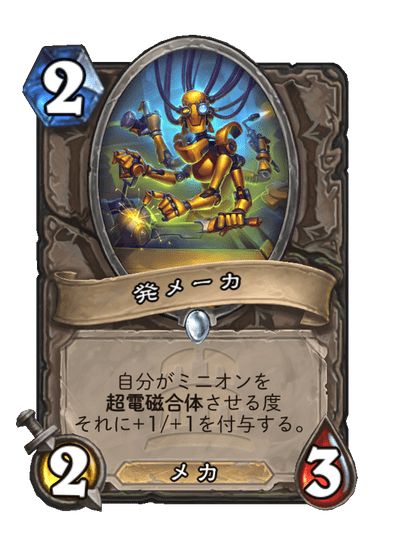 2
発メーカ
自分がミニオンを
超電磁合体させる度
それに+1/+1を付与する。
2
メカ
3